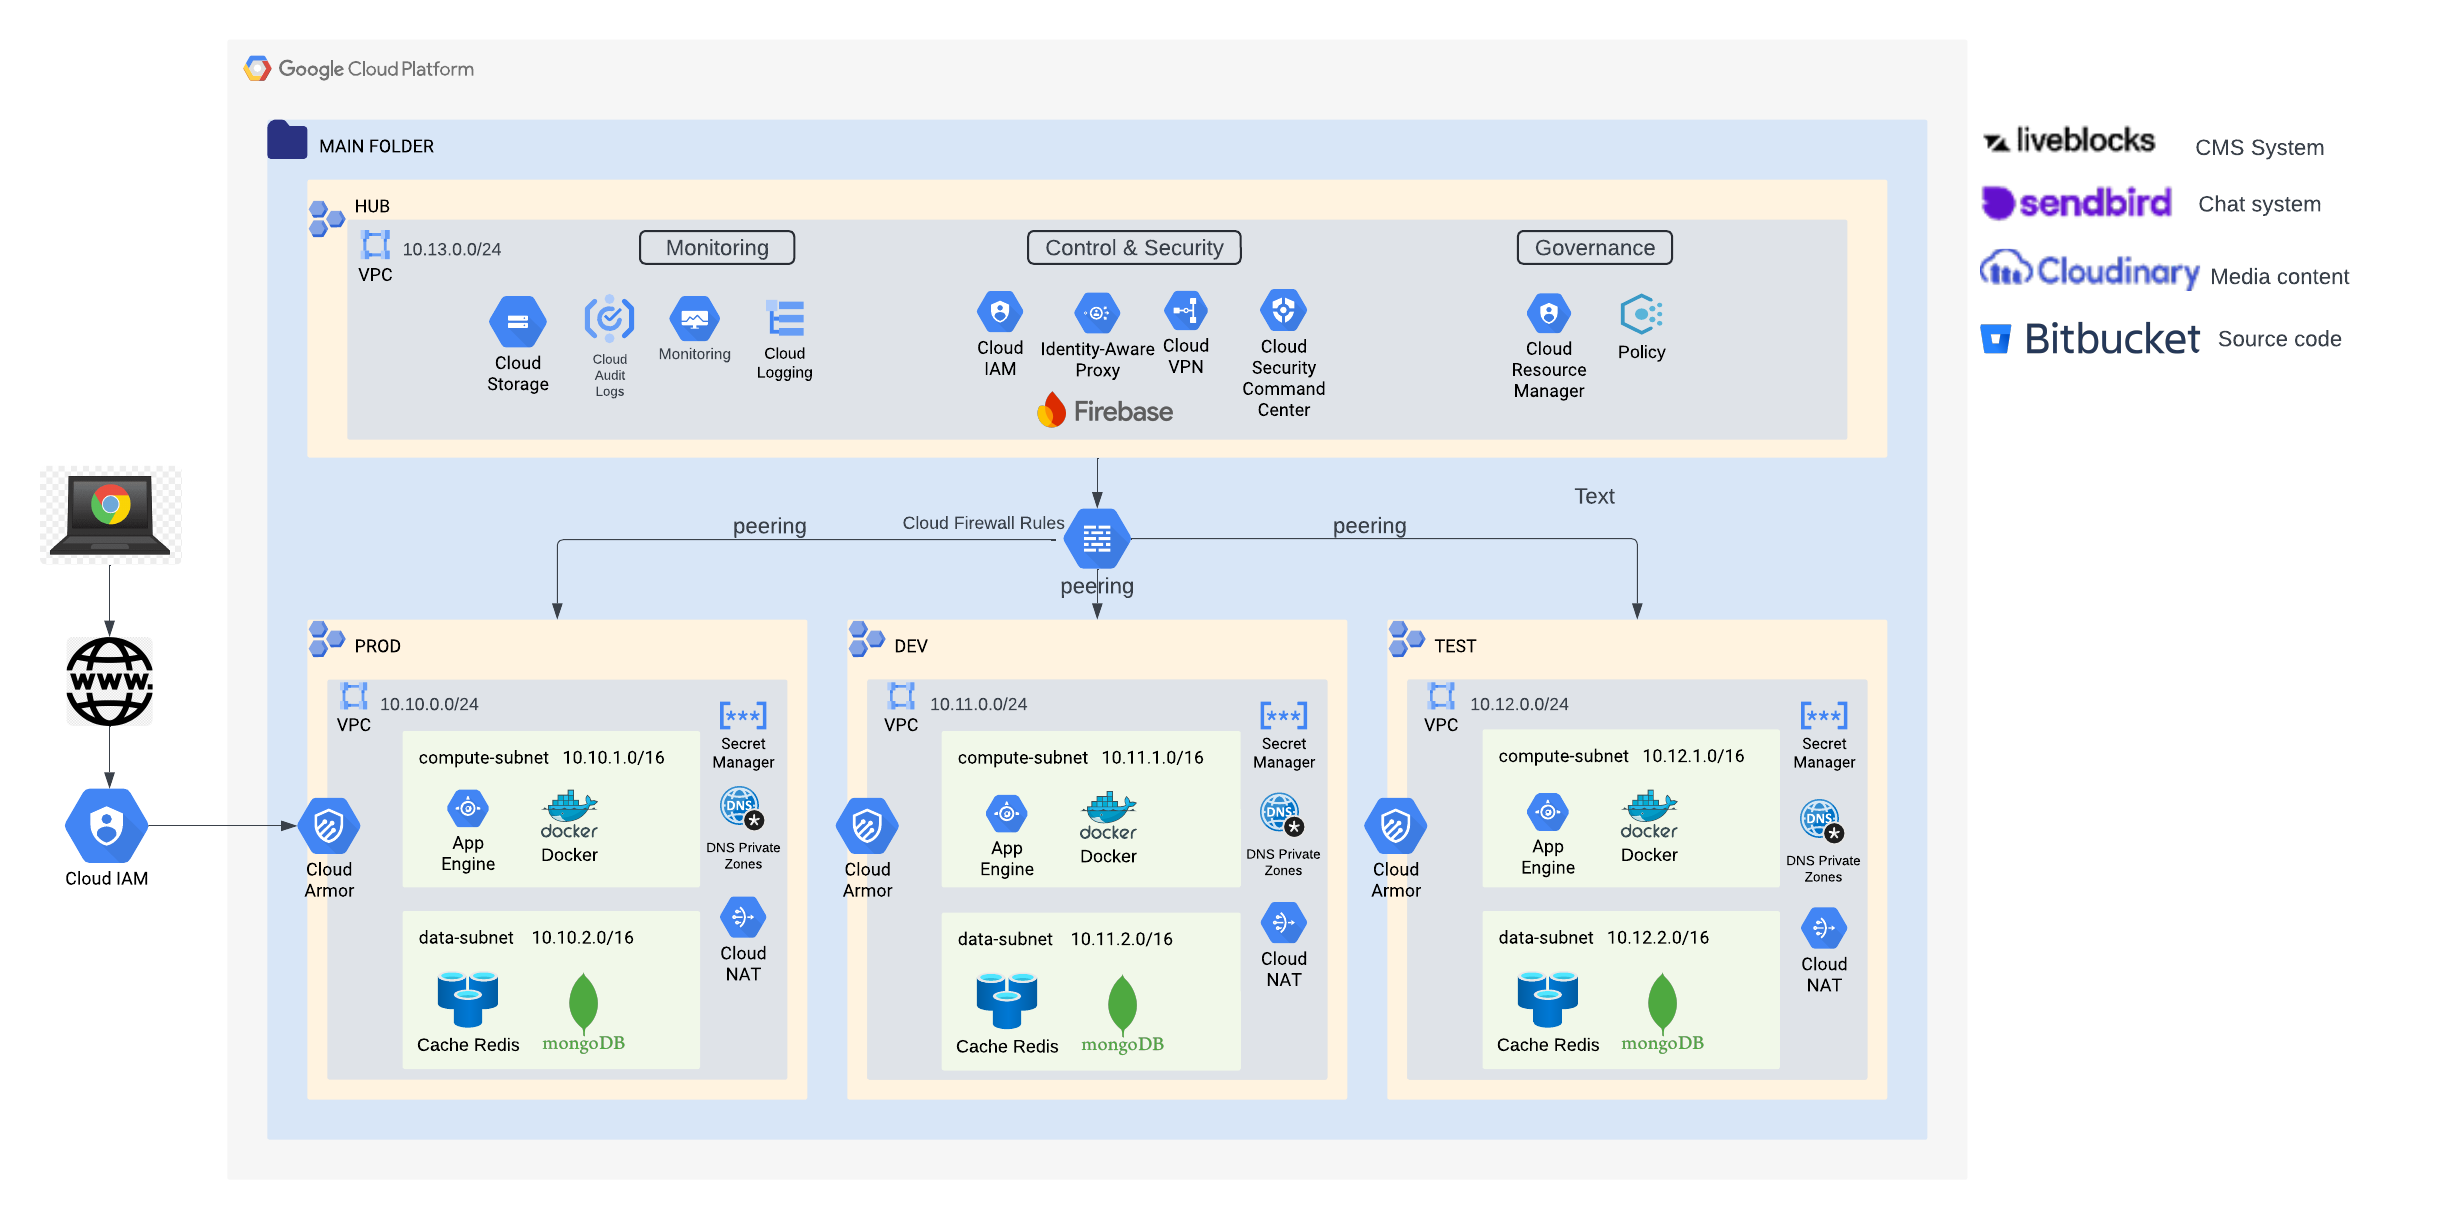 Google Cloud Platform
MAIN FOLDER
HUB
VPC
10.13.0.0/24
Monitoring
Control & Security
Governance
Cloud
Storage
Cloud
Audit
Logs
Monitoring
Cloud
Logging
Cloud
IAM
Identity-Aware
Proxy
Cloud
VPN
Cloud
Security
Command
Center
Firebase
Cloud
Resource
Manager
Policy
liveblocks
CMS System
sendbird
Chat system
Cloudinary
Media content
Bitbucket
Source code
Text
peering
Cloud Firewall Rules
peering
peering
www.
Cloud IAM
PROD
VPC
10.10.0.0/24
compute-subnet 10.10.1.0/16
App
Engine
docker
Docker
data-subnet 10.10.2.0/16
Cache Redis
mongoDB
***
Secret
Manager
DNS
*
DNS Private
Zones
Cloud
NAT
Cloud
Armor
DEV
VPC
10.11.0.0/24
compute-subnet 10.11.1.0/16
App
Engine
docker
Docker
data-subnet 10.11.2.0/16
Cache Redis
mongoDB
***
Secret
Manager
DNS
*
DNS Private
Zones
Cloud
NAT
Cloud
Armor
TEST
VPC
10.12.0.0/24
compute-subnet 10.12.1.0/16
App
Engine
docker
Docker
data-subnet 10.12.2.0/16
Cache Redis
mongoDB
***
Secret
Manager
DNS
*
DNS Private
Zones
Cloud
NAT
Cloud
Armor